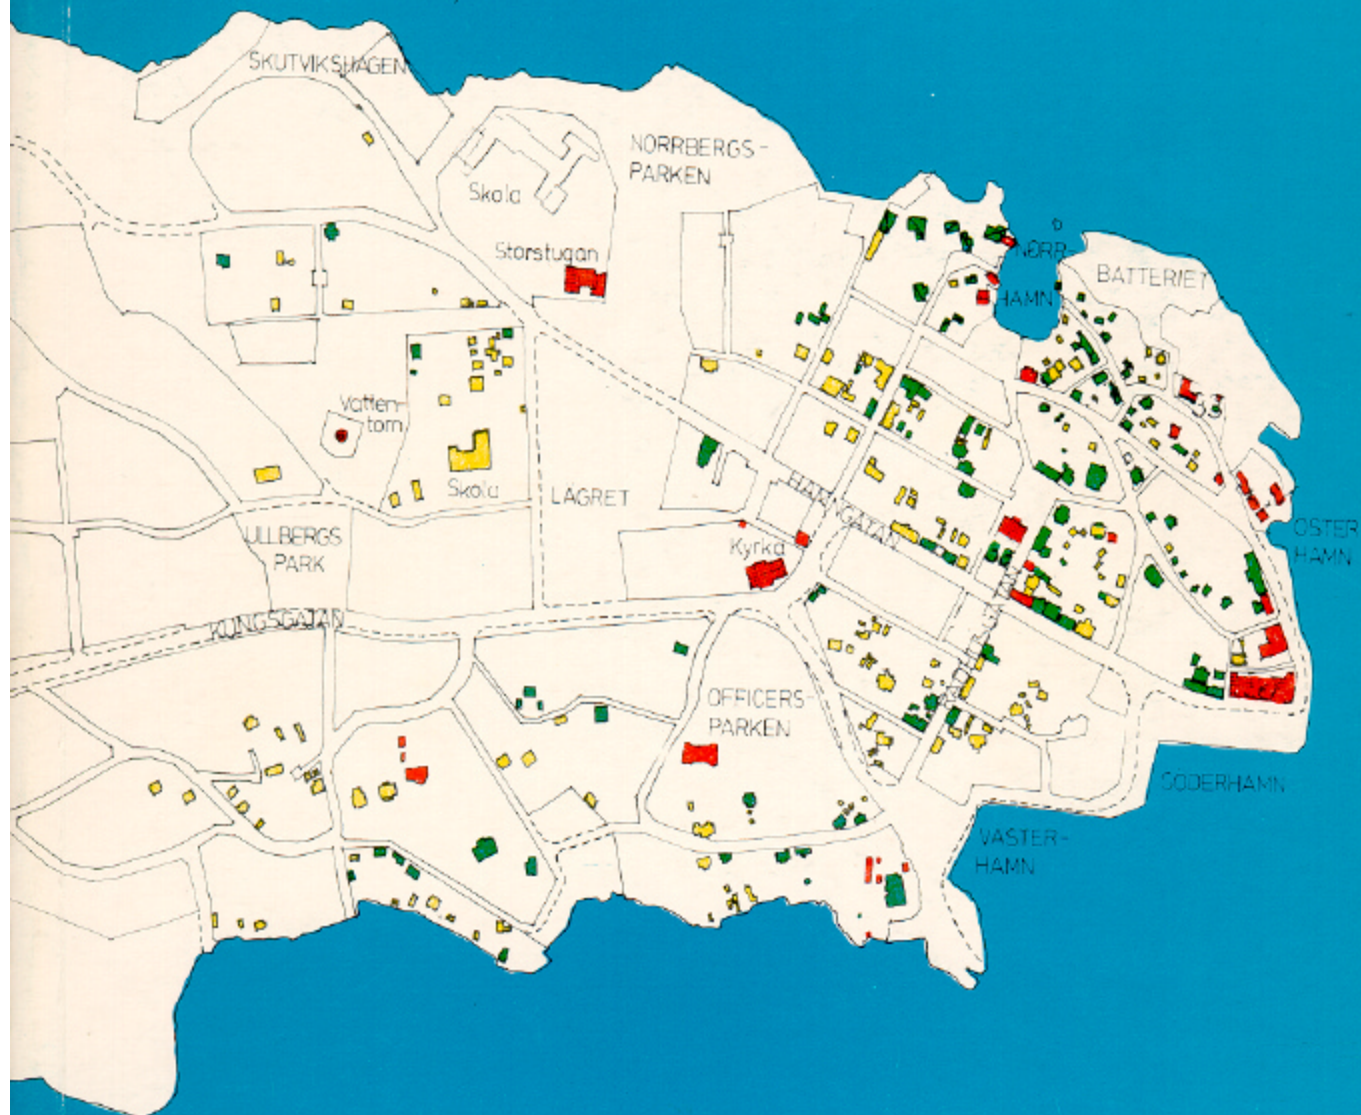 SKUTVIKSHAGEN
NORRBERGS-
PARKEN
Skola
Storstugan
NORR-
HAMN
BATTERIET
Vatten-
torn
33
Skola
LÄGRET
HAMNGATAN
ULLBERGS
PARK
Kyrka
ÖSTER
HAMN
KUNGSGATAN
OFFICERS-
PARKEN
SÖDERHAMN
VÄSTER-
HAMN